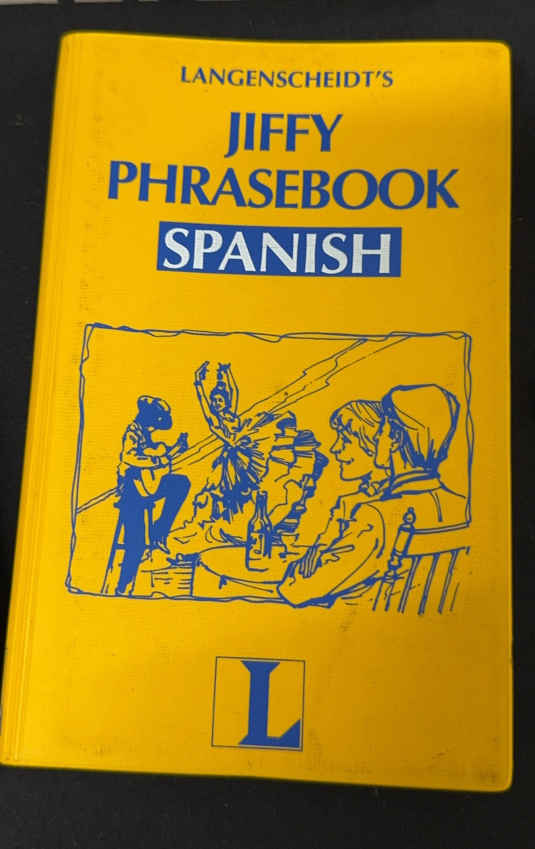 LANGENSCHEIDT'S
JIFFY
PHRASEBOOK
SPANISH
L